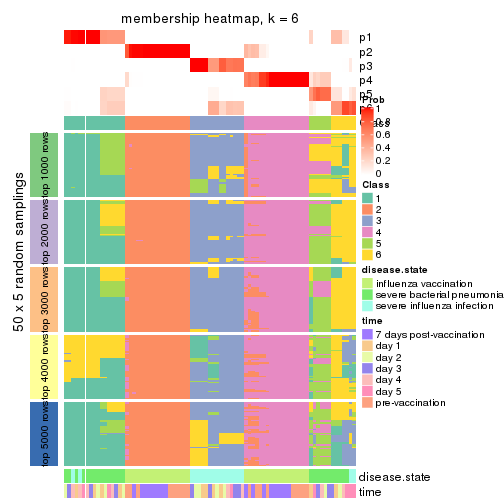 membership heatmap, k = 6
p1
p2
p3
p4
p5
p6
Prob
1
0.8
0.6
0.4
0.2
0
Class
1
2
3
4
5
6
disease.state
influenza vaccination
severe bacterial pneumonia
severe influenza infection
time
7 days post-vaccination
day 1
day 2
day 3
day 4
day 5
pre-vaccination
50 x 5 random samplings
top 1000 rows
top 2000 rows
top 3000 rows
top 4000 rows
top 5000 rows
disease.state
time